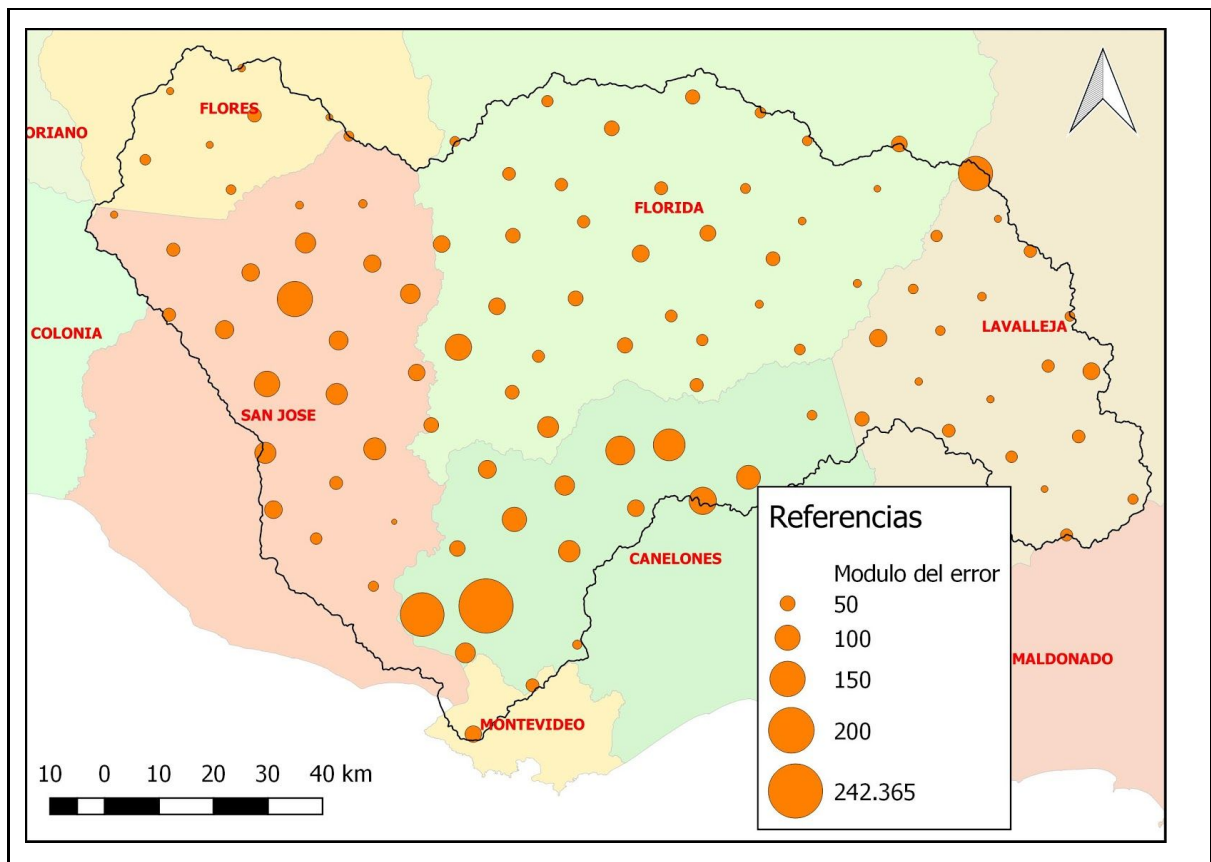 FLORES
ORIANO
FLORIDA
COLONIA
LAVALLEJA
SAN JOSE
CANELONES
MALDONADO
MONTEVIDEO
10 0 10 20 30 40 km
Referencias
Modulo del error
50
100
150
200
242.365